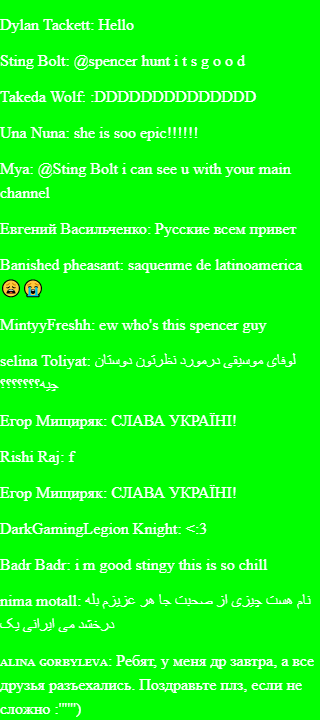 Dylan Tackett: Hello
Sting Bolt: @spencer hunt i t s g o o d
Takeda Wolf: :DDDDDDDDDDDDDD
Una Nuna: she is soo epic!!!!!!
Mya: @Sting Bolt i can see u with your main
channel
Евгений Васильченко: Русские всем привет
Banished pheasant: saquenme de latinoamerica
😩😭
MintyyFreshh: ew who's this spencer guy
selina Toliyat: لوفای موسیقی درمورد نظرتون دوستان
چیه؟؟؟؟؟؟؟
Егор Мищиряк: СЛАВА УКРАЇНІ!
Rishi Raj: f
Егор Мищиряк: СЛАВА УКРАЇНІ!
DarkGamingLegion Knight: <:3
Badr Badr: i m good stingy this is so chill
nima motall: نام هست چیزی از صحبت جا هر عزیزم بله
درخشد می ایرانی یک
ᴀʟɪɴᴀ ɢᴏʀʙʏʟᴇᴠᴀ: Ребят, у меня др завтра, а все
друзья разъехались. Поздравьте плз, если не
сложно :""")